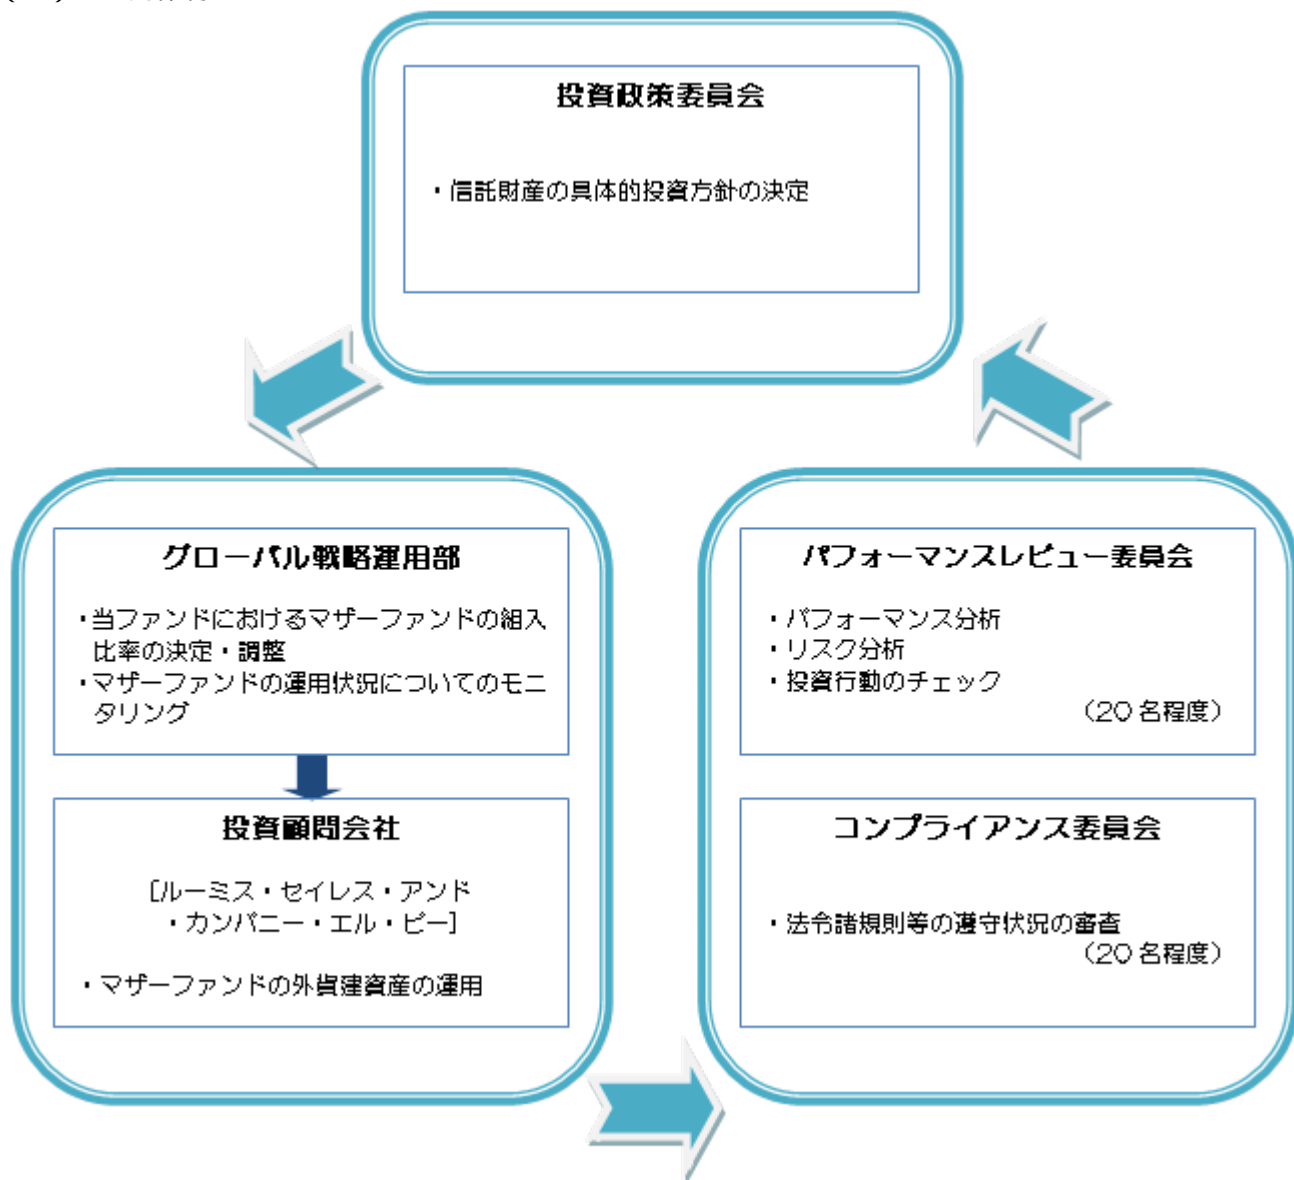 投資政策委員会
・信託財産の具体的投資方針の決定
グローバル戦略運用部
・当ファンドにおけるマザーファンドの組入
比率の決定・調整
・マザーファンドの運用状況についてのモニ
タリング
投資顧問会社
[ルーミス・セイレス・アンド
・カンパニー・エル・ピー]
・マザーファンドの外貨建資産の運用
パフォーマンスレビュー委員会
・パフォーマンス分析
・リスク分析
・投資行動のチェック
（20 名程度）
コンプライアンス委員会
・法令諸規則等の遵守状況の審査
（20 名程度）